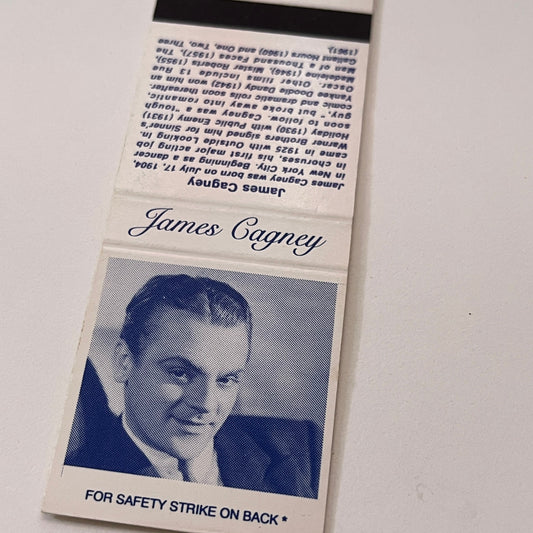 James Cagney
James Cagney was born on July 17, 1904,
in New York City. Beginning as a dancer
in choruses, his first major acting job
came in 1925 with Outside Looking in.
Warner Brothers signed him for Sinner's
Holiday (1930) with Public Enemy (1931)
soon to follow. Cagney was a "tough
guy," but broke away into romantic,
comic and dramatic rolls soon thereafter.
Yankee Doodle Dandy (1942) won him an
Oscar. Other films include 13 Rue
Madeleine (1946), Mister Roberts (1955),
Man of a Thousand Faces (1957), The
Gallant Hours (1960) and One, Two, Three
(1961).
James Cagney
FOR SAFETY STRIKE ON BACK *